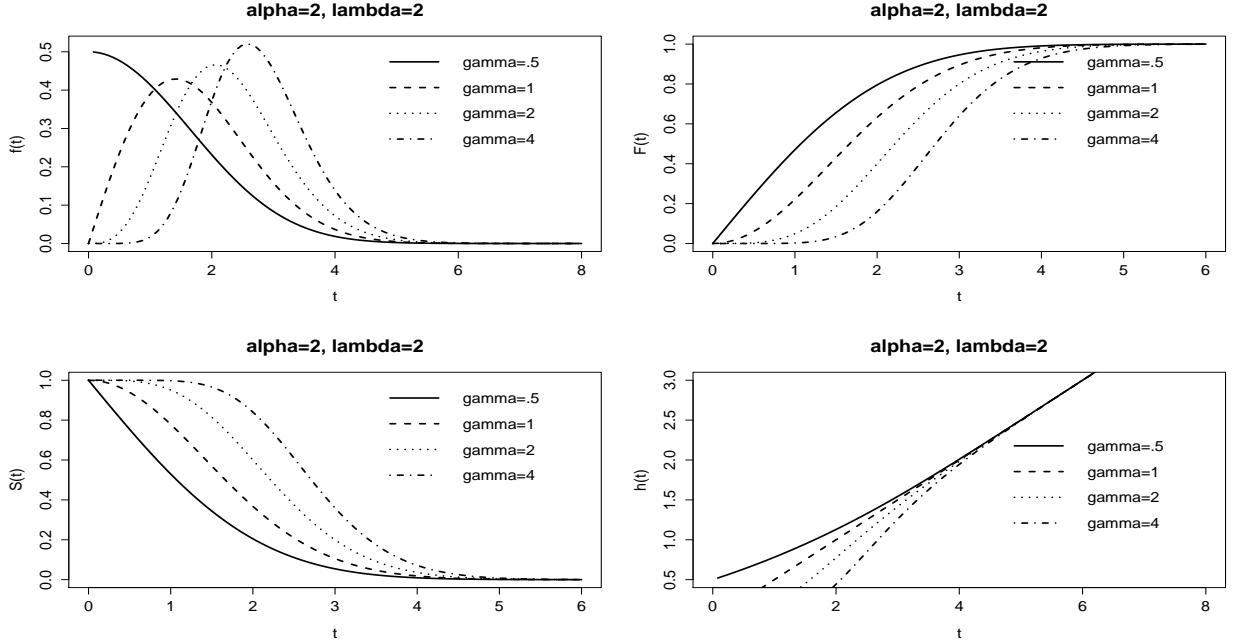 alpha=2, lambda=2
f(t)
0.0 0.1 0.2 0.3 0.4 0.5
gamma=.5
gamma=1
gamma=2
gamma=4
0 2 4 6 8
t
alpha=2, lambda=2
F(t)
0.0 0.2 0.4 0.6 0.8 1.0
gamma=.5
gamma=1
gamma=2
gamma=4
0 1 2 3 4 5 6
t
alpha=2, lambda=2
S(t)
0.0 0.2 0.4 0.6 0.8 1.0
gamma=.5
gamma=1
gamma=2
gamma=4
0 1 2 3 4 5 6
t
alpha=2, lambda=2
h(t)
0.5 1.0 1.5 2.0 2.5 3.0
gamma=.5
gamma=1
gamma=2
gamma=4
0 2 4 6 8
t